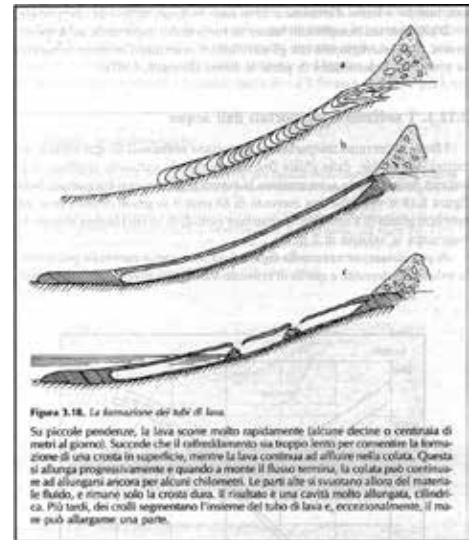 a
b
c
Figura 3.18. La formazione dei tubi di lava.
Su piccole pendenze, la lava scorre molto rapidamente (alcune decine o centinaia di
metri al giorno). Succede che il raffreddamento sia troppo lento per consentire la forma-
zione di una crosta in superficie, mentre la lava continua ad affluire nella colata. Questa
si allunga progressivamente e quando a monte il flusso termina, la colata può continua-
re ad allungarsi ancora per alcuni chilometri. Le parti alte si svuotano allora del materia-
le fluido, e rimane solo la crosta dura. Il risultato è una cavità molto allungata, cilindri-
ca. Più tardi, dei crolli segmentano l'insieme del tubo di lava e, eccezionalmente, il ma-
re può allargarne una parte.